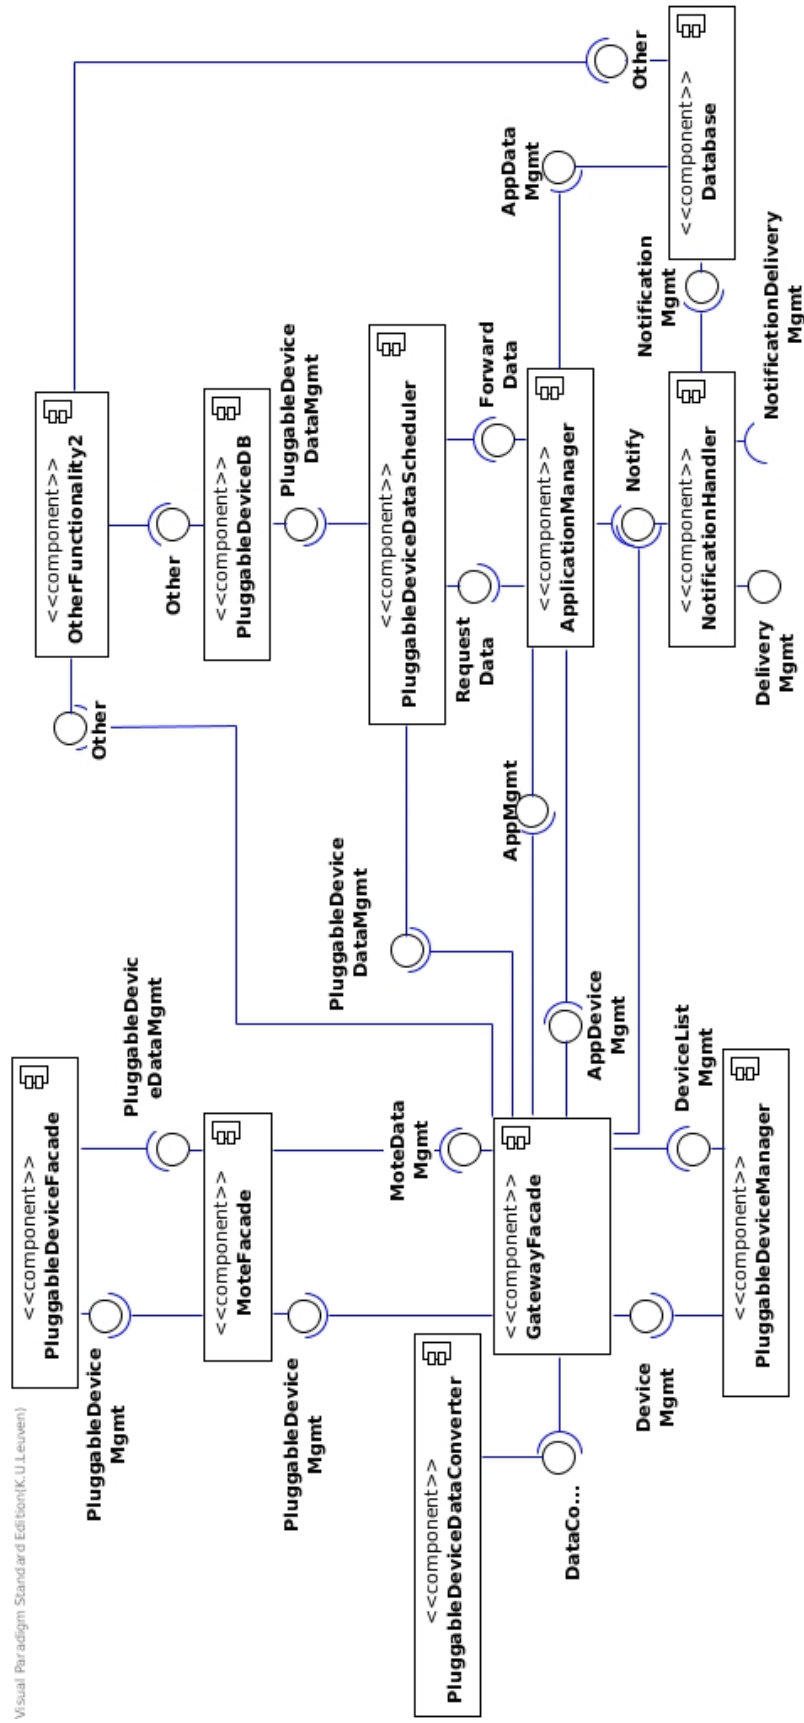 Visual Paradigm Standard Edition(K.U.Leuven)
<<component>>
PluggableDeviceFacade
PluggableDevice
Mgmt
PluggableDevic
eDataMgmt
<<component>>
MoteFacade
PluggableDevice
Mgmt
MoteData
Mgmt
<<component>>
PluggableDeviceDataConverter
DataCo...
<<component>>
GatewayFacade
Device
Mgmt
DeviceList
Mgmt
<<component>>
PluggableDeviceManager
Other
<<component>>
OtherFunctionality2
Other
<<component>>
PluggableDeviceDB
PluggableDevice
DataMgmt
PluggableDevice
DataMgmt
<<component>>
PluggableDeviceDataScheduler
Request
Data
Forward
Data
AppMgmt
AppDevice
Mgmt
<<component>>
ApplicationManager
AppData
Mgmt
Notify
<<component>>
NotificationHandler
Delivery
Mgmt
NotificationDelivery
Mgmt
Notification
Mgmt
Other
<<component>>
Database